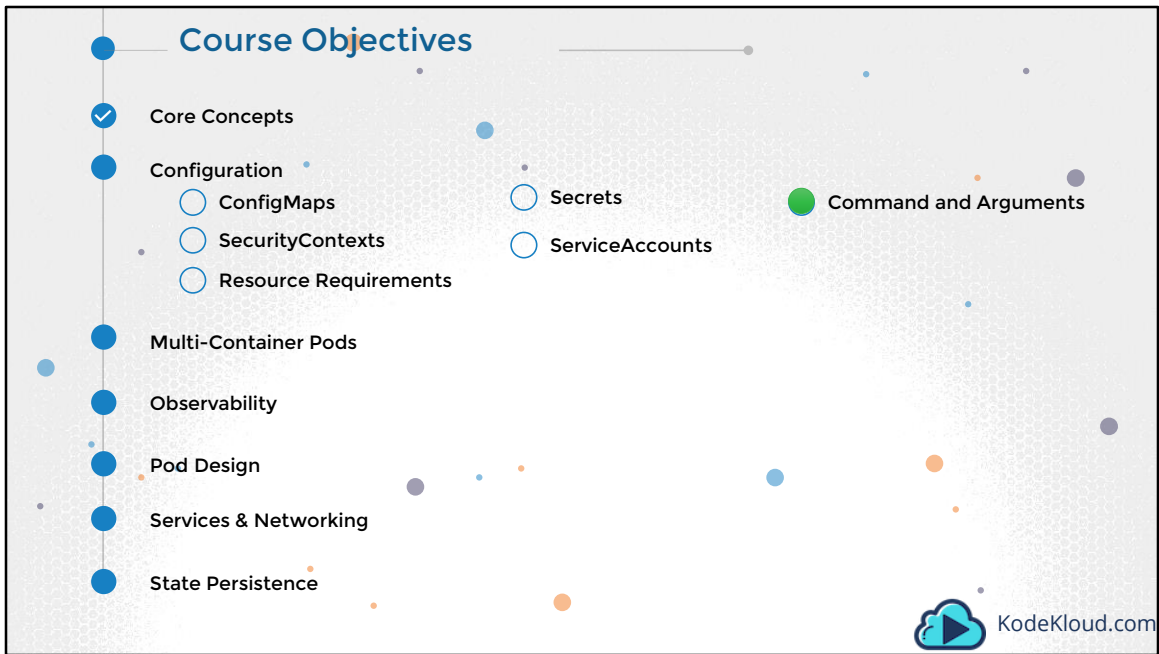 Course Objectives
Core Concepts
Configuration
ConfigMaps
Secrets
Command and Arguments
SecurityContexts
ServiceAccounts
Resource Requirements
Multi-Container Pods
Observability
Pod Design
Services & Networking
State Persistence
KodeKloud.com